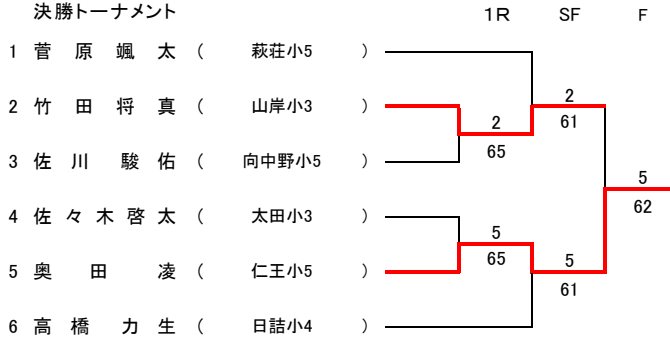 決勝トーナメント 1R SF F
1 菅原颯太 ( 萩荘小5 )
2 竹田将真 ( 山岸小3 ) 2
2 61
65
3 佐川駿佑 ( 向中野小5 )
5
62
4 佐々木啓太 ( 太田小3 )
5
65 5
5 奥田凌 ( 仁王小5 )
61
6 高橋力生 ( 日詰小4 )